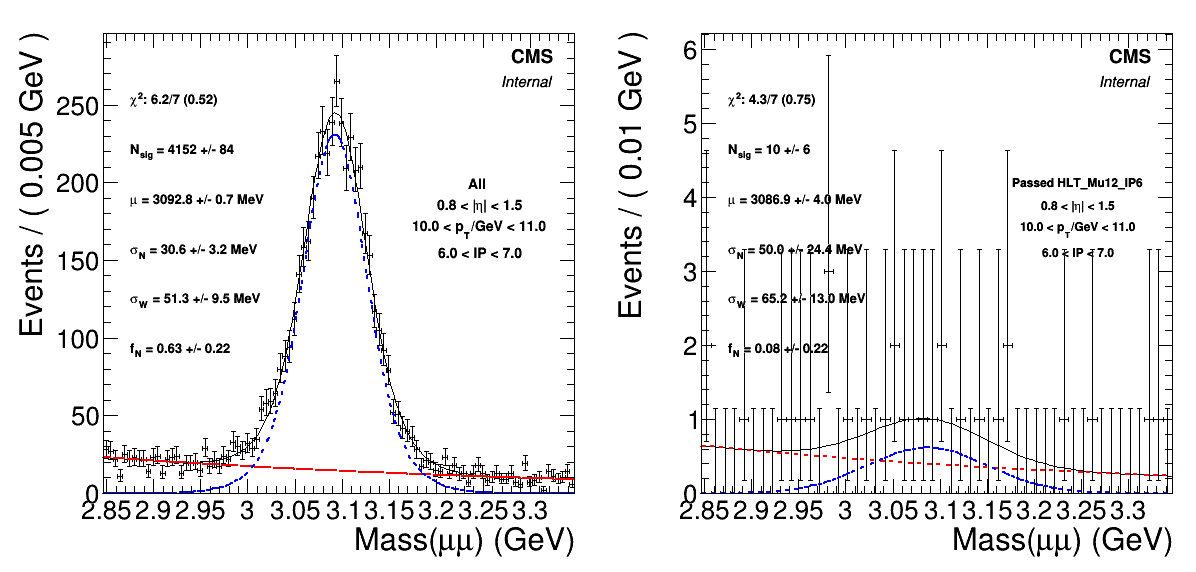 CMS
Internal
χ²: 6.2/7 (0.52)
N_sig = 4152 +/- 84
μ = 3092.8 +/- 0.7 MeV
σ_N = 30.6 +/- 3.2 MeV
σ_W = 51.3 +/- 9.5 MeV
f_N = 0.63 +/- 0.22
All
0.8 < |η| < 1.5
10.0 < p_T/GeV < 11.0
6.0 < IP < 7.0
Events / ( 0.005 GeV )
250
200
150
100
50
0
2.85 2.9 2.95 3 3.05 3.1 3.15 3.2 3.25 3.3
Mass(μμ) (GeV)
CMS
Internal
χ²: 4.3/7 (0.75)
N_sig = 10 +/- 6
μ = 3086.9 +/- 4.0 MeV
σ_N = 50.0 +/- 24.4 MeV
σ_W = 65.2 +/- 13.0 MeV
f_N = 0.08 +/- 0.22
Passed HLT_Mu12_IP6
0.8 < |η| < 1.5
10.0 < p_T/GeV < 11.0
6.0 < IP < 7.0
Events / ( 0.01 GeV )
6
5
4
3
2
1
0
2.85 2.9 2.95 3 3.05 3.1 3.15 3.2 3.25 3.3
Mass(μμ) (GeV)